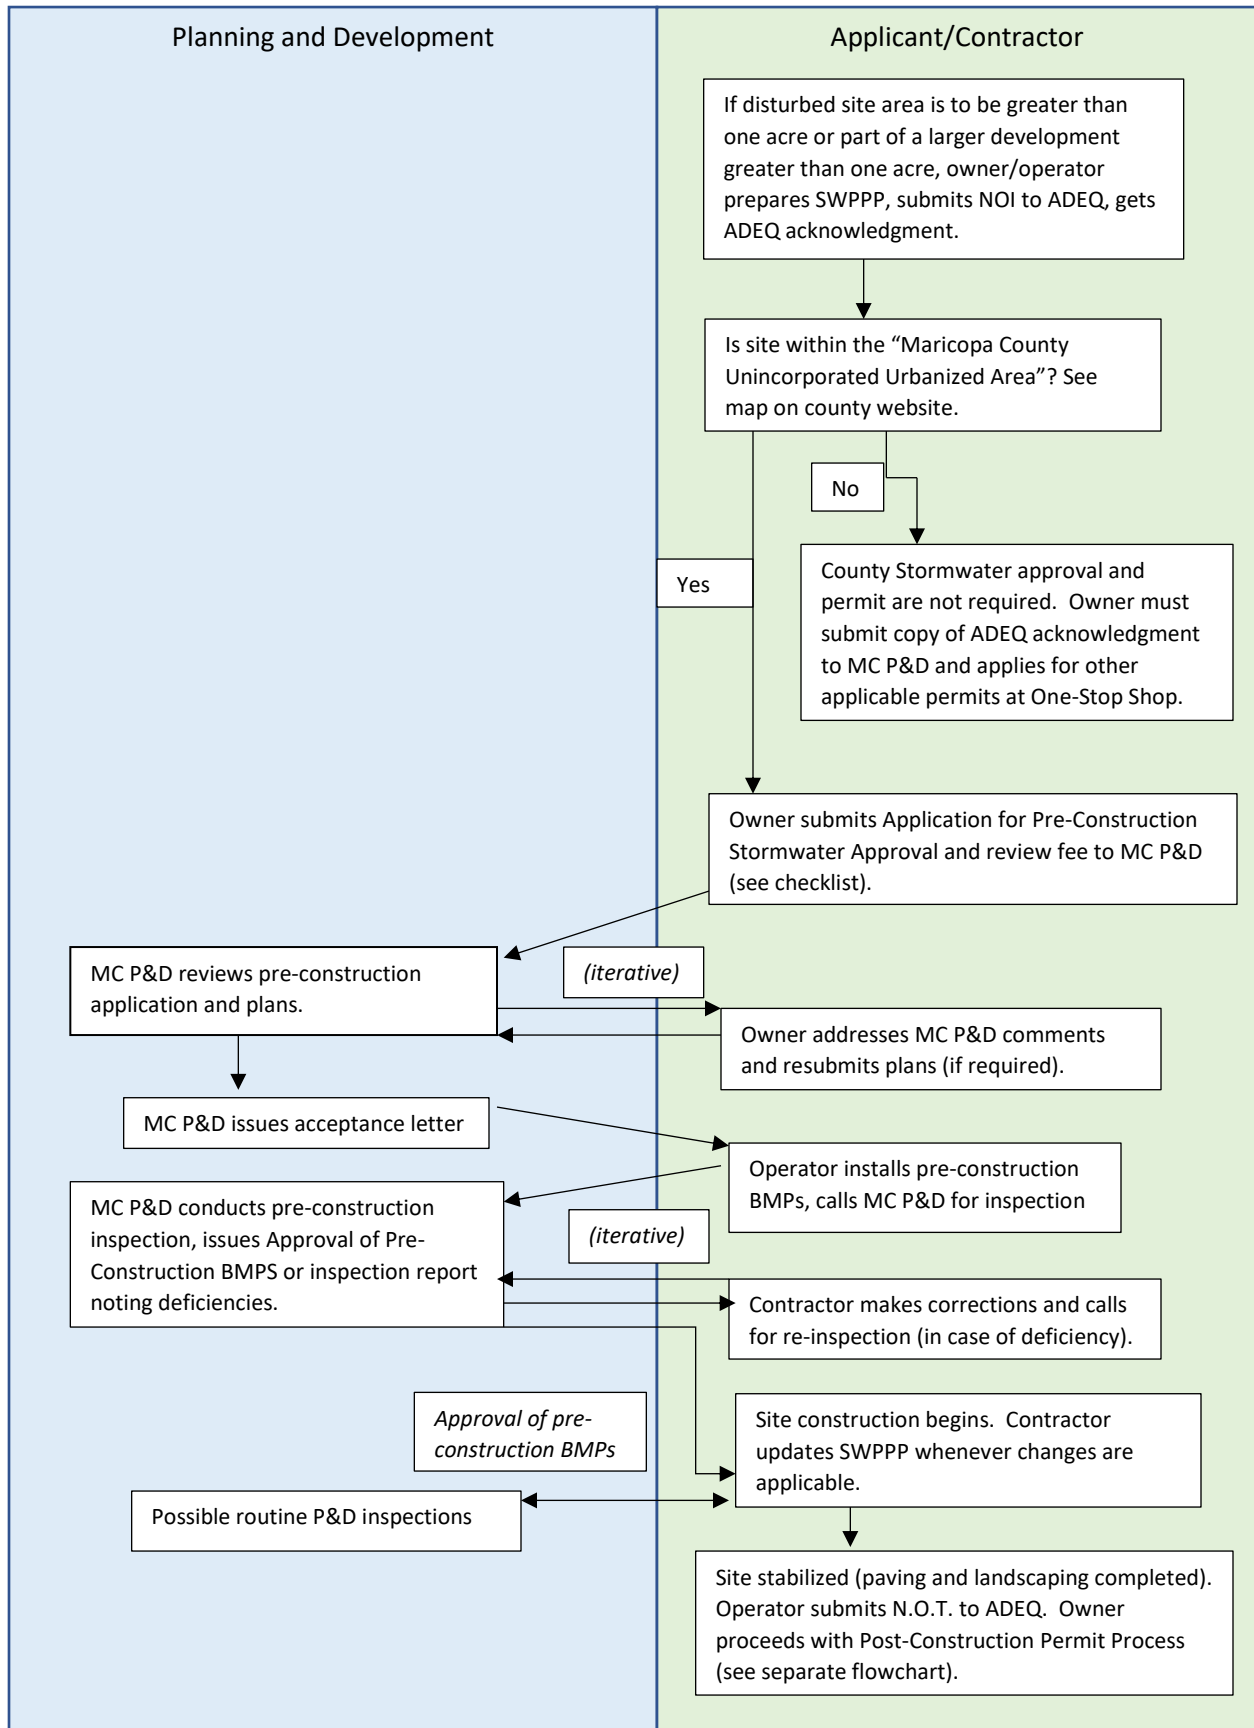 Planning and Development
Applicant/Contractor
If disturbed site area is to be greater than
one acre or part of a larger development
greater than one acre, owner/operator
prepares SWPPP, submits NOI to ADEQ, gets
ADEQ acknowledgment.
Is site within the “Maricopa County
Unincorporated Urbanized Area”? See
map on county website.
No
Yes
County Stormwater approval and
permit are not required.  Owner must
submit copy of ADEQ acknowledgment
to MC P&D and applies for other
applicable permits at One-Stop Shop.
Owner submits Application for Pre-Construction
Stormwater Approval and review fee to MC P&D
(see checklist).
MC P&D reviews pre-construction
application and plans.
(iterative)
Owner addresses MC P&D comments
and resubmits plans (if required).
MC P&D issues acceptance letter
Operator installs pre-construction
BMPs, calls MC P&D for inspection
MC P&D conducts pre-construction
inspection, issues Approval of Pre-
Construction BMPS or inspection report
noting deficiencies.
(iterative)
Contractor makes corrections and calls
for re-inspection (in case of deficiency).
Approval of pre-
construction BMPs
Site construction begins.  Contractor
updates SWPPP whenever changes are
applicable.
Possible routine P&D inspections
Site stabilized (paving and landscaping completed).
Operator submits N.O.T. to ADEQ.  Owner
proceeds with Post-Construction Permit Process
(see separate flowchart).